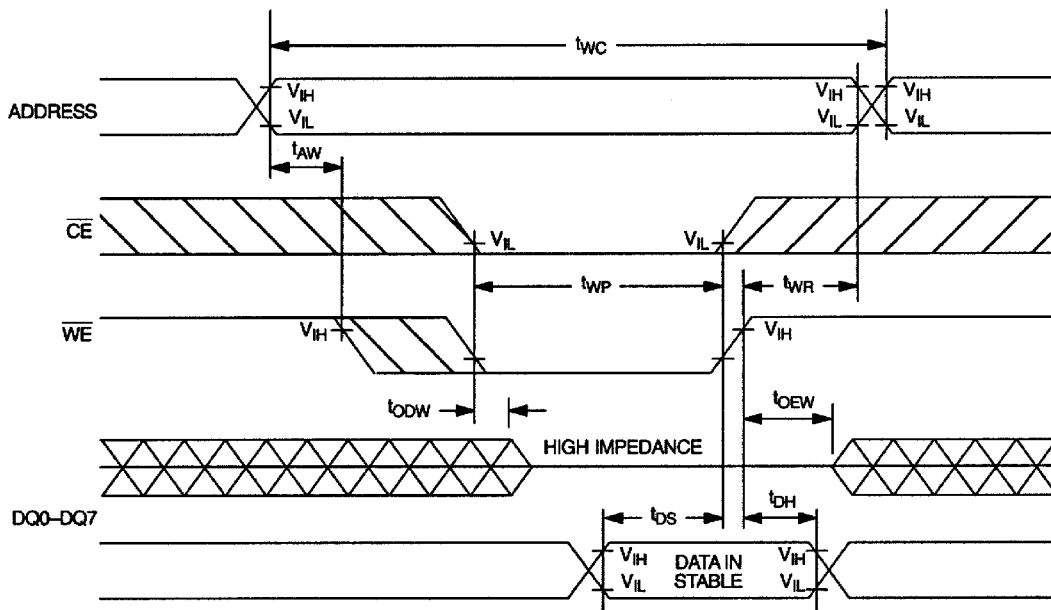 tWC
ADDRESS
VIH VIH VIH
VIL VIL VIL
tAW
CE
VIL VIL
tWP tWR
WE
VIH VIH
tODW tOEW
HIGH IMPEDANCE
DQ0–DQ7
tDS tDH
VIH DATA IN VIH
VIL STABLE VIL